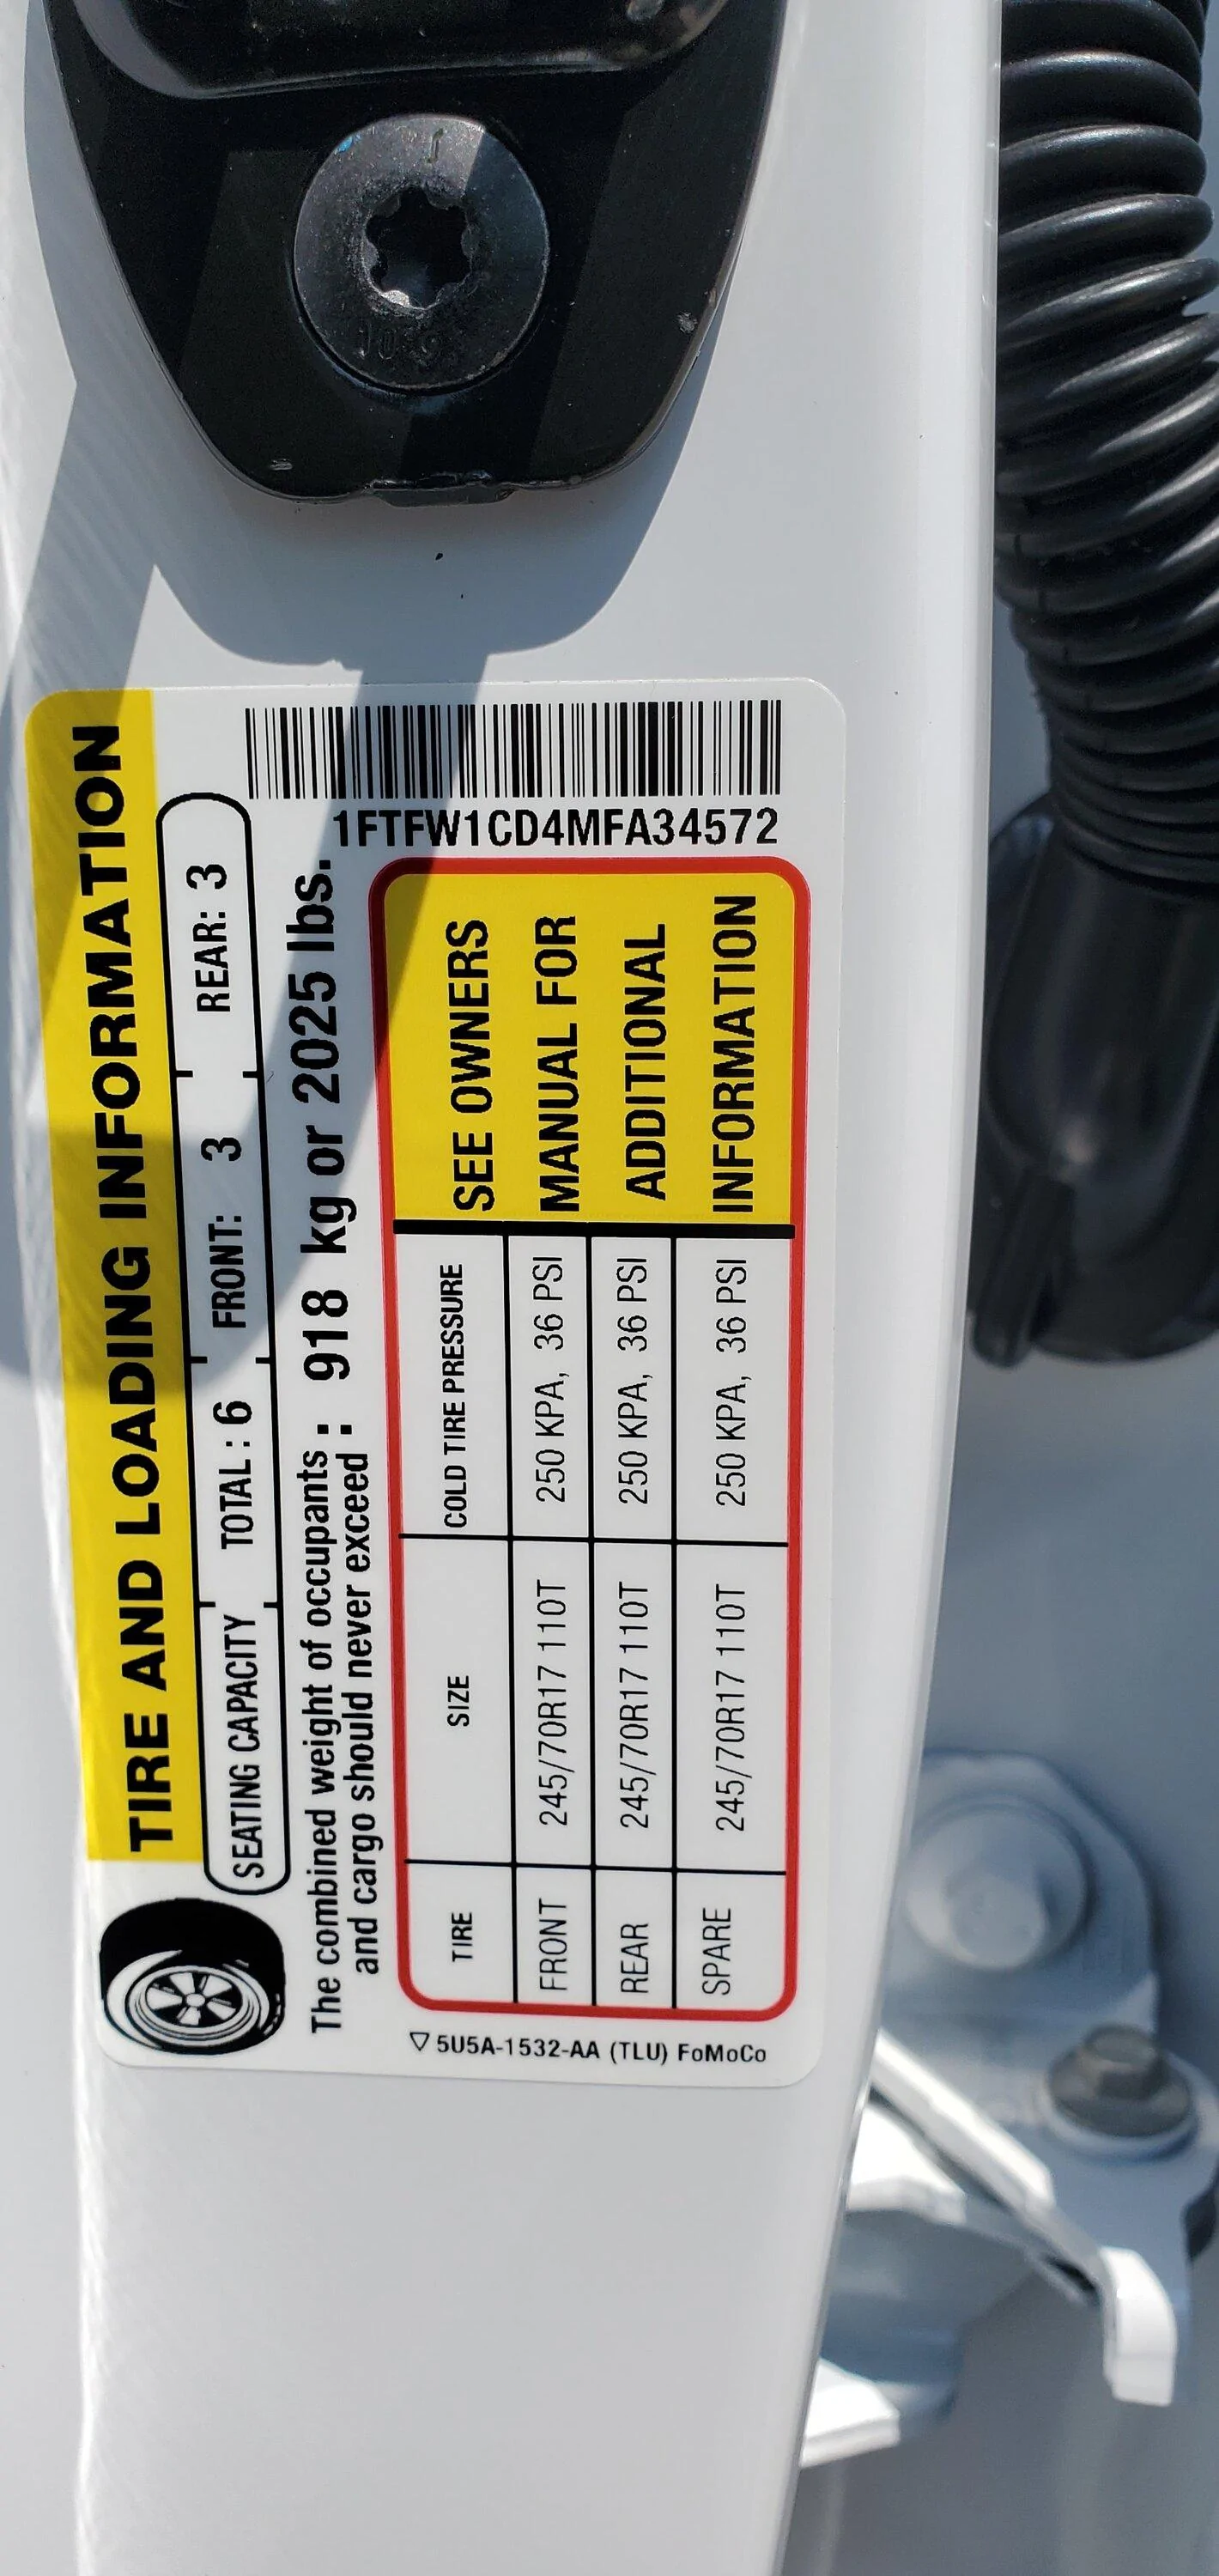 TIRE AND LOADING INFORMATION
SEATING CAPACITY TOTAL : 6 FRONT: 3 REAR: 3
The combined weight of occupants
and cargo should never exceed : 918 kg or 2025 lbs.
1FTFW1CD4MFA34572
TIRE SIZE COLD TIRE PRESSURE
FRONT 245/70R17 110T 250 KPA, 36 PSI
REAR 245/70R17 110T 250 KPA, 36 PSI
SPARE 245/70R17 110T 250 KPA, 36 PSI
SEE OWNERS
MANUAL FOR
ADDITIONAL
INFORMATION
5U5A-1532-AA (TLU) FoMoCo
10.9